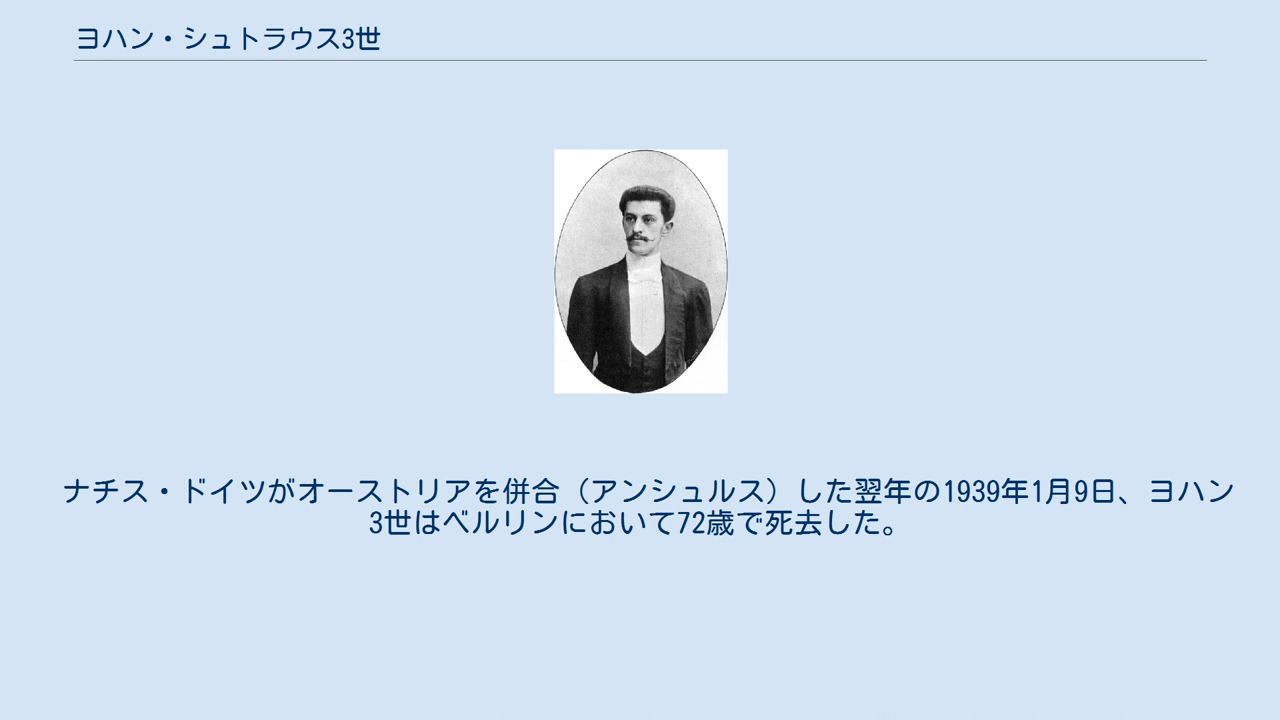 ヨハン・シュトラウス3世
ナチス・ドイツがオーストリアを併合（アンシュルス）した翌年の1939年1月9日、ヨハン
3世はベルリンにおいて72歳で死去した。